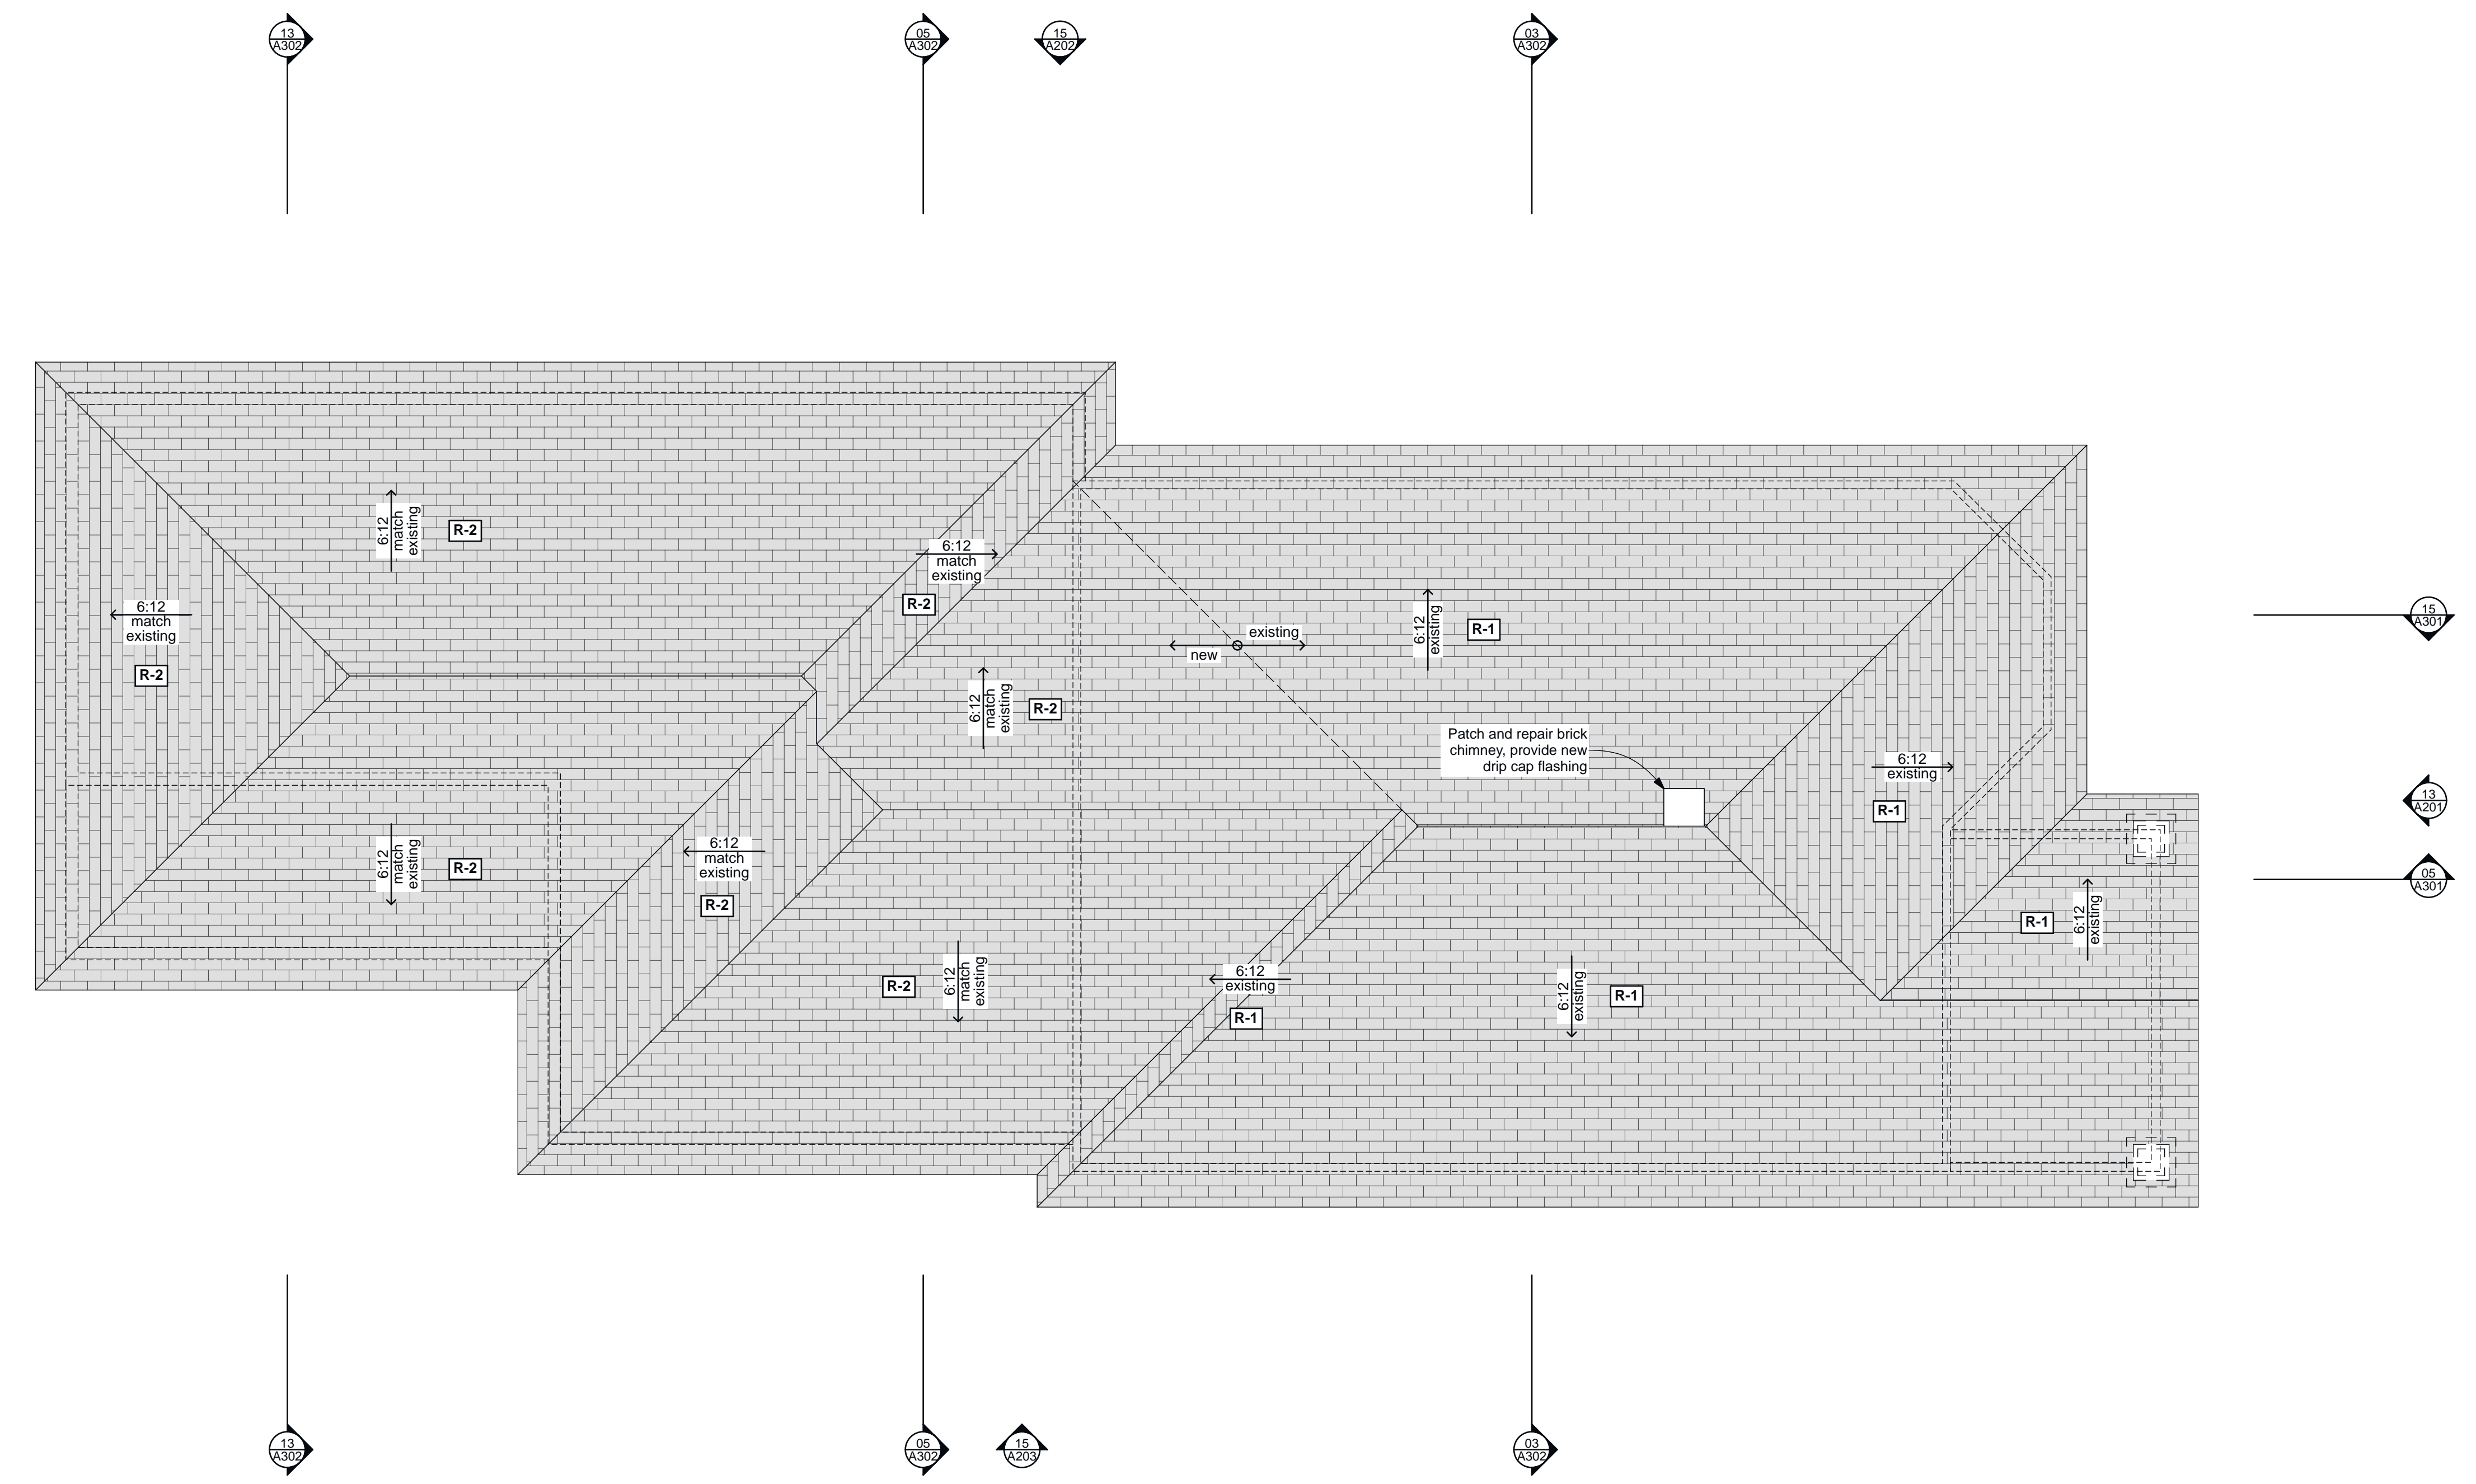 13
A302
05
A302
15
A202
03
A302
6:12
match
existing
R-2
6:12
match
existing
R-2
6:12
match
existing
R-2
6:12
match
existing
R-2
existing
new
6:12
existing
R-1
15
A301
Patch and repair brick
chimney, provide new
drip cap flashing
6:12
existing
R-1
13
A201
6:12
match
existing
R-2
6:12
match
existing
R-2
05
A301
R-1
6:12
existing
R-2
6:12
match
existing
6:12
existing
R-1
6:12
existing
R-1
13
A302
05
A302
15
A203
03
A302